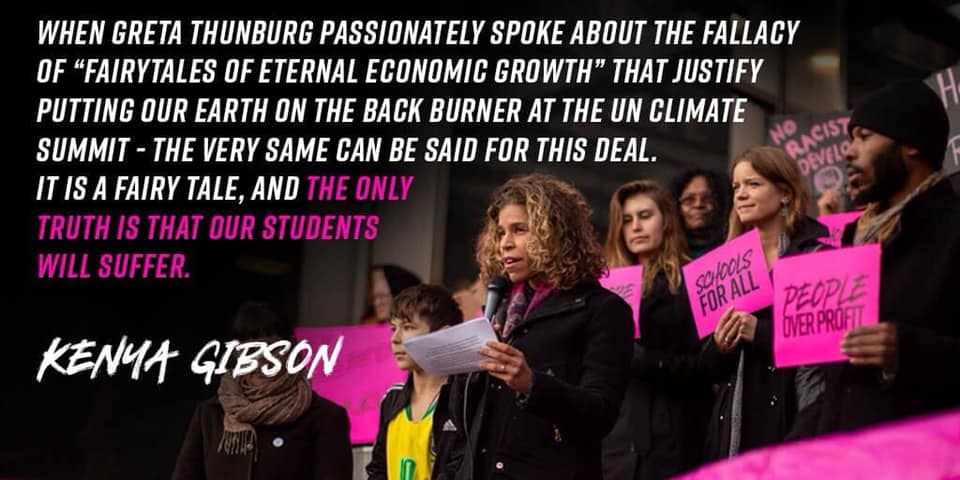 WHEN GRETA THUNBURG PASSIONATELY SPOKE ABOUT THE FALLACY
OF “FAIRYTALES OF ETERNAL ECONOMIC GROWTH” THAT JUSTIFY
PUTTING OUR EARTH ON THE BACK BURNER AT THE UN CLIMATE
SUMMIT - THE VERY SAME CAN BE SAID FOR THIS DEAL.
IT IS A FAIRY TALE, AND THE ONLY
TRUTH IS THAT OUR STUDENTS
WILL SUFFER.
KENYA GIBSON
NO
RACIST
DEVELO
SCHOOLS
FOR ALL
PEOPLE
OVER PROFIT